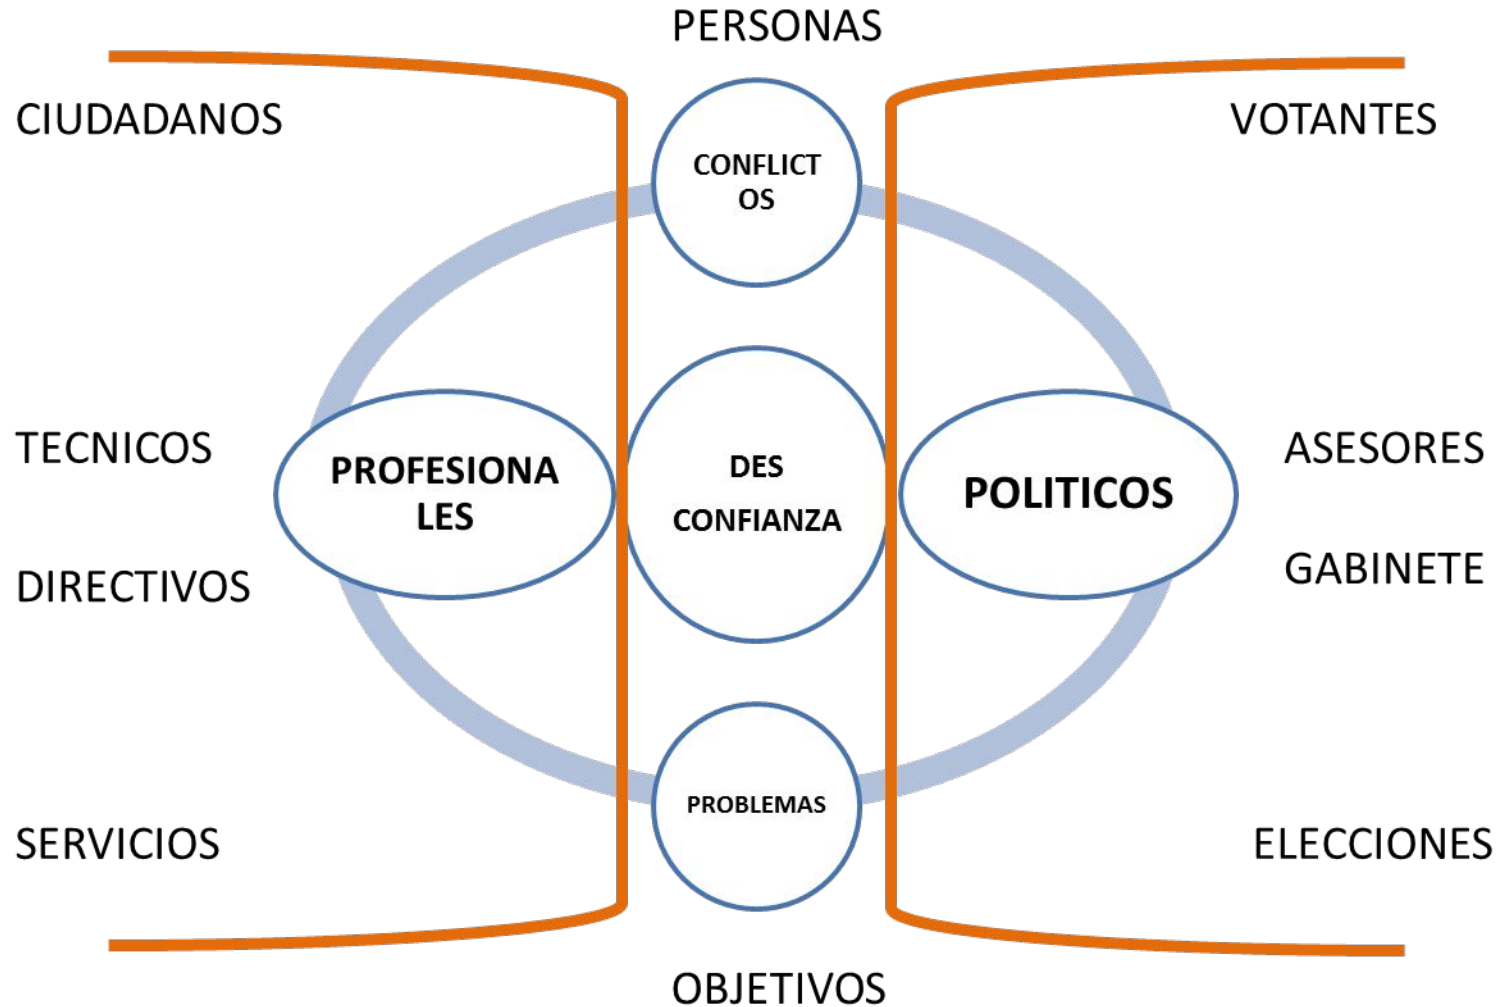 PERSONAS
CIUDADANOS
VOTANTES
CONFLICT
OS
TECNICOS
DIRECTIVOS
PROFESIONA
LES
DES
CONFIANZA
POLITICOS
ASESORES
GABINETE
PROBLEMAS
SERVICIOS
ELECCIONES
OBJETIVOS